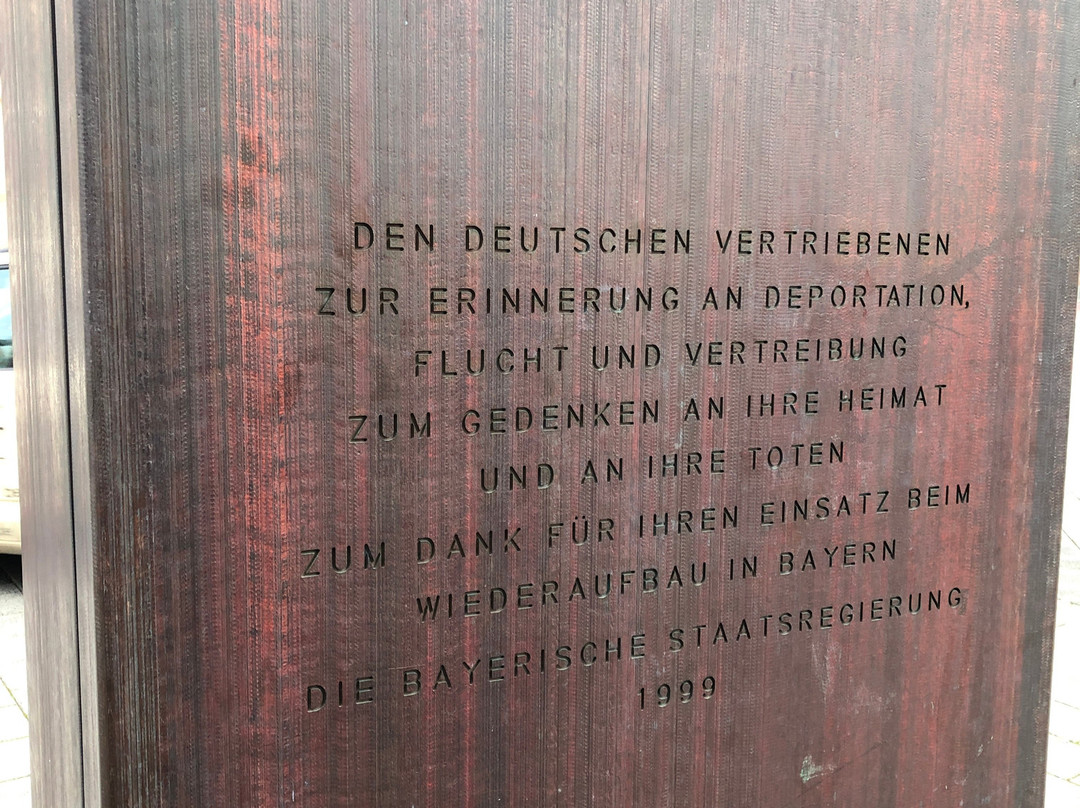 DEN DEUTSCHEN VERTRIEBENEN
ZUR ERINNERUNG AN DEPORTATION,
FLUCHT UND VERTREIBUNG
ZUM GEDENKEN AN IHRE HEIMAT
UND AN IHRE TOTEN
ZUM DANK FÜR IHREN EINSATZ BEIM
WIEDERAUFBAU IN BAYERN
DIE BAYERISCHE STAATSREGIERUNG
1999